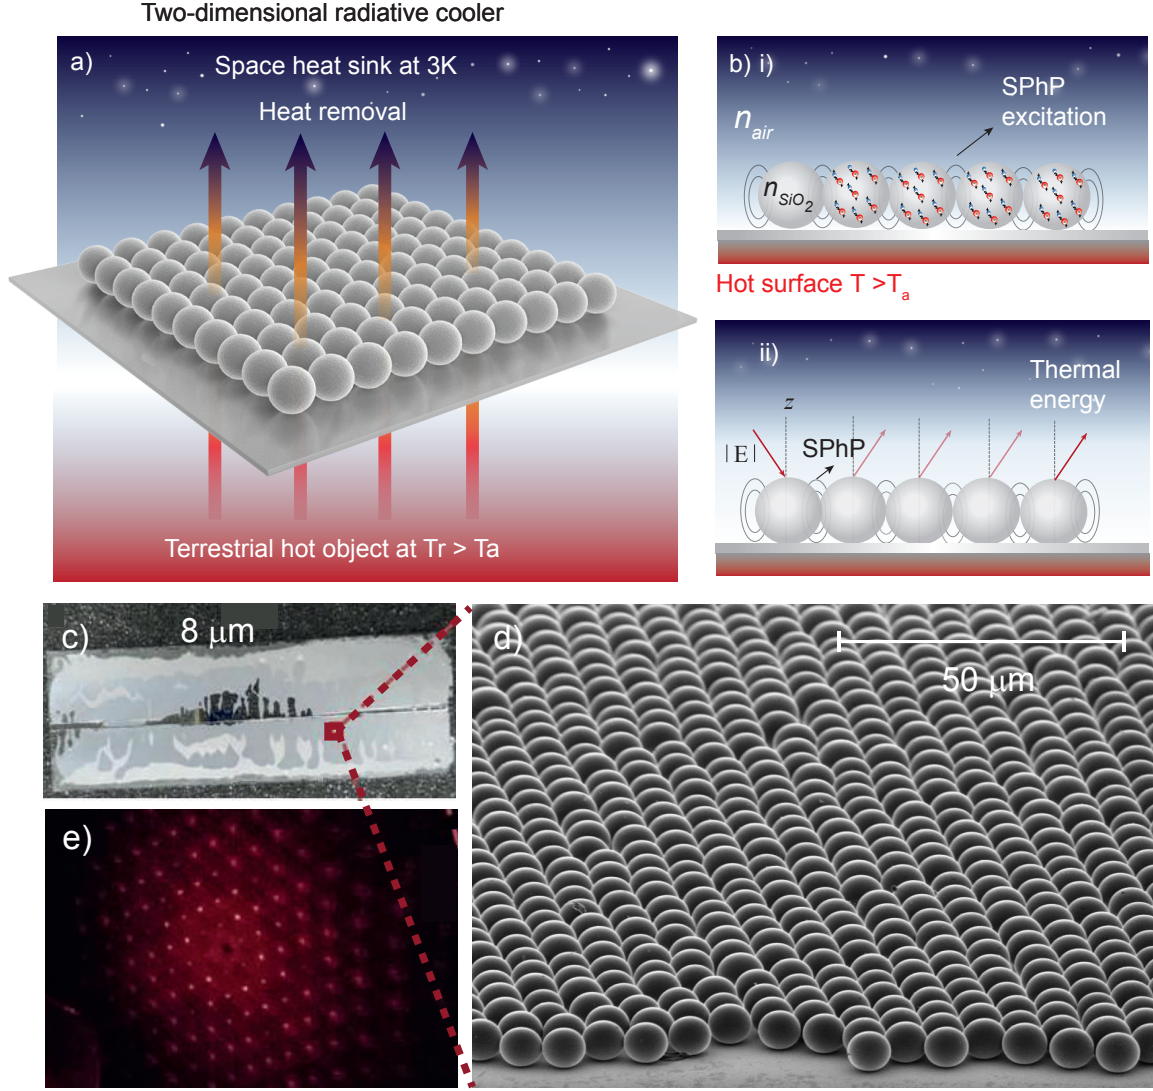 Two-dimensional radiative cooler
a)
Space heat sink at 3K
Heat removal
Terrestrial hot object at Tr > Ta
b) i)
SPhP
excitation
n_air
n_SiO₂
Hot surface T >Tₐ
ii)
Thermal
energy
z
SPhP
|E|
c)
8 μm
d)
50 μm
e)